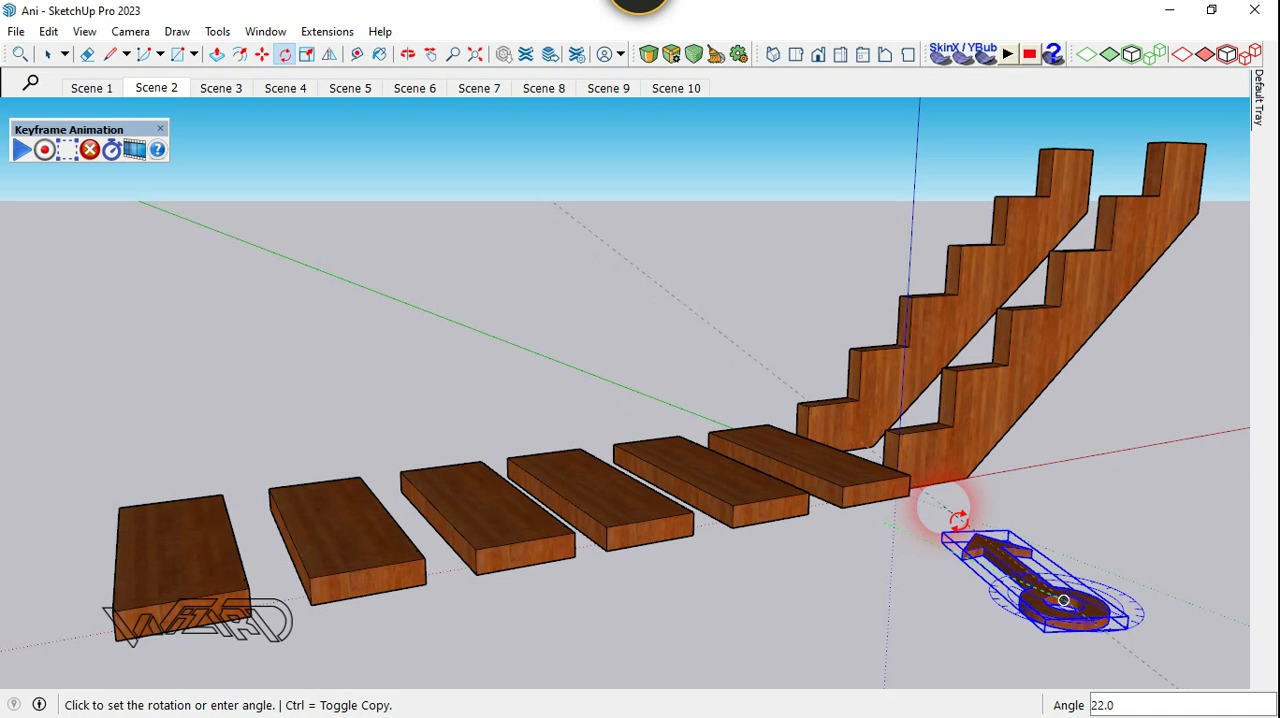 Ani - SketchUp Pro 2023
File Edit View Camera Draw Tools Window Extensions Help
SkinX / YBub
Scene 1 Scene 2 Scene 3 Scene 4 Scene 5 Scene 6 Scene 7 Scene 8 Scene 9 Scene 10
Default Tray
Keyframe Animation
Click to set the rotation or enter angle. | Ctrl = Toggle Copy.
Angle 22.0